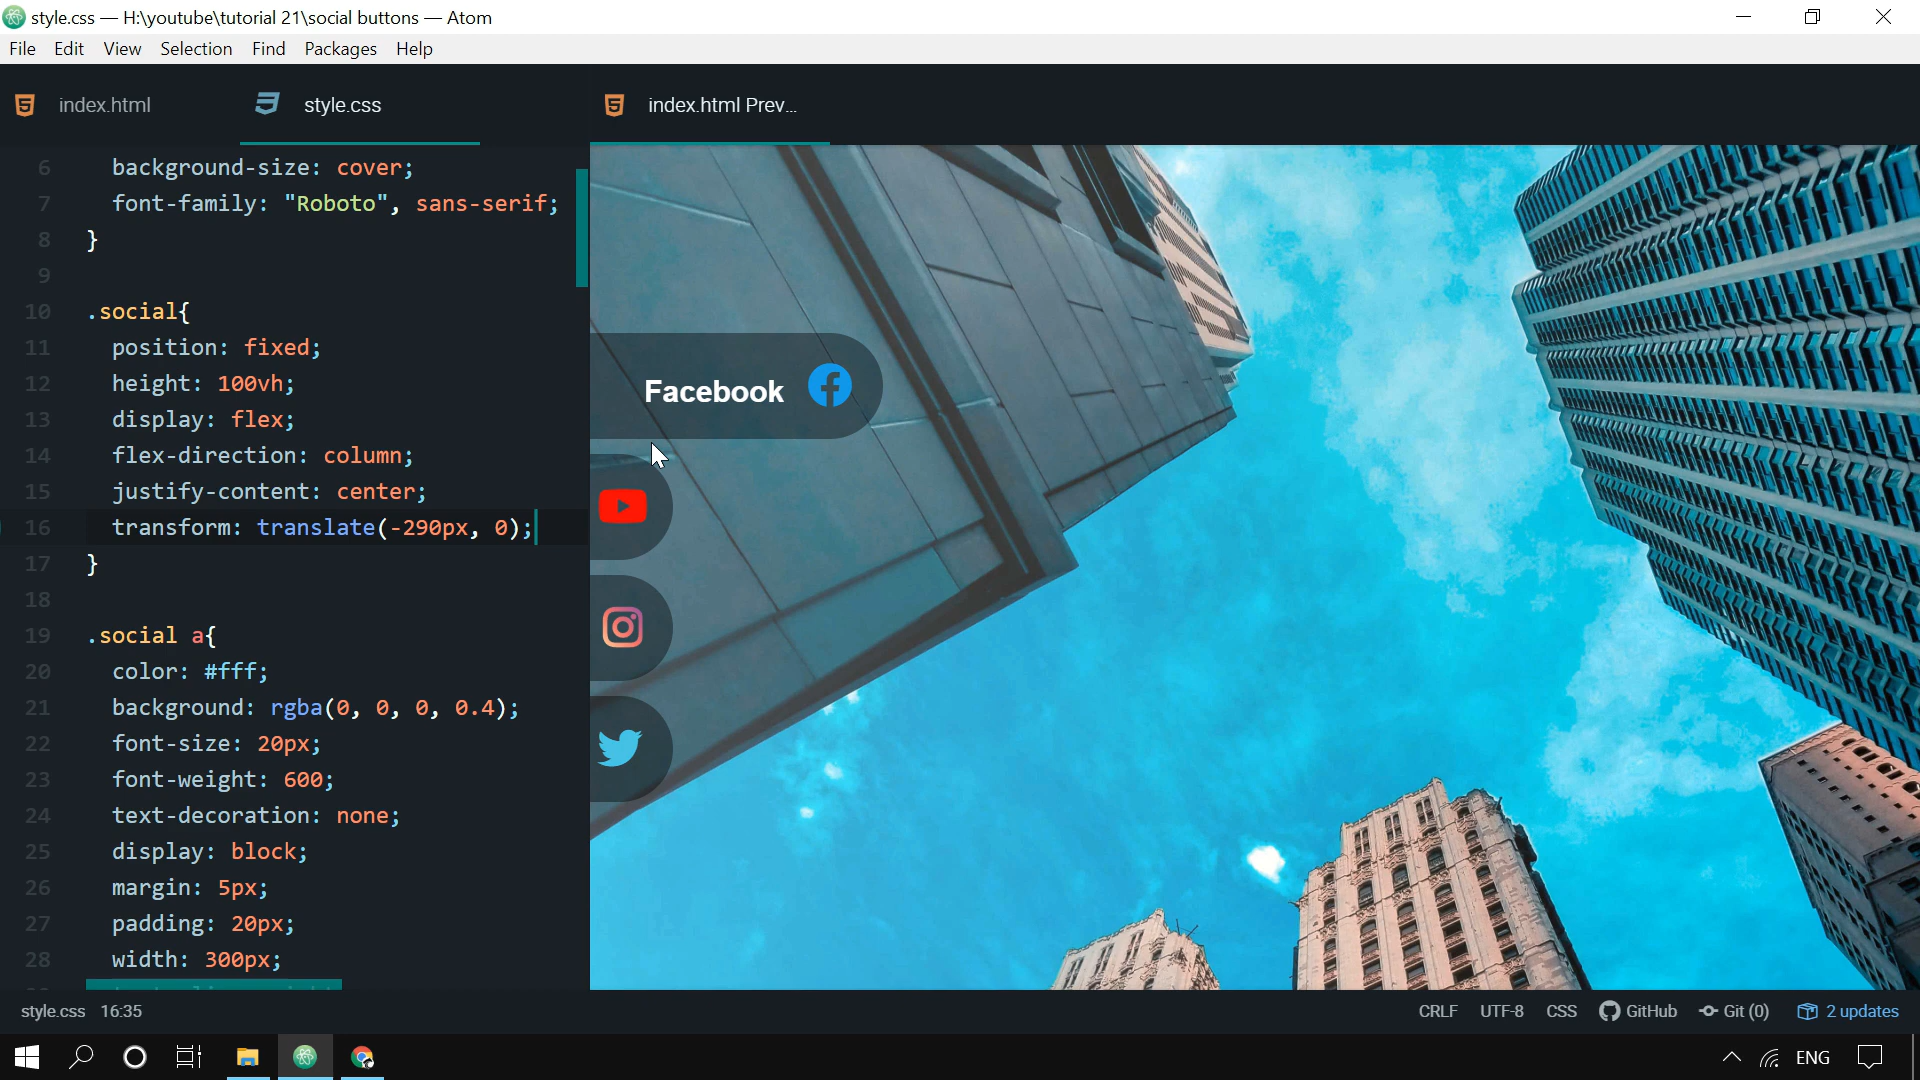 style.css — H:\youtube\tutorial 21\social buttons — Atom
File Edit View Selection Find Packages Help
index.html style.css index.html Prev...
6 background-size: cover;
7 font-family: "Roboto", sans-serif;
8 }
9
10 .social{
11 position: fixed;
12 height: 100vh;
13 display: flex;
14 flex-direction: column;
15 justify-content: center;
16 transform: translate(-290px, 0);
17 }
18
19 .social a{
20 color: #fff;
21 background: rgba(0, 0, 0, 0.4);
22 font-size: 20px;
23 font-weight: 600;
24 text-decoration: none;
25 display: block;
26 margin: 5px;
27 padding: 20px;
28 width: 300px;
Facebook
style.css 16:35 CRLF UTF-8 CSS GitHub Git (0) 2 updates
ENG